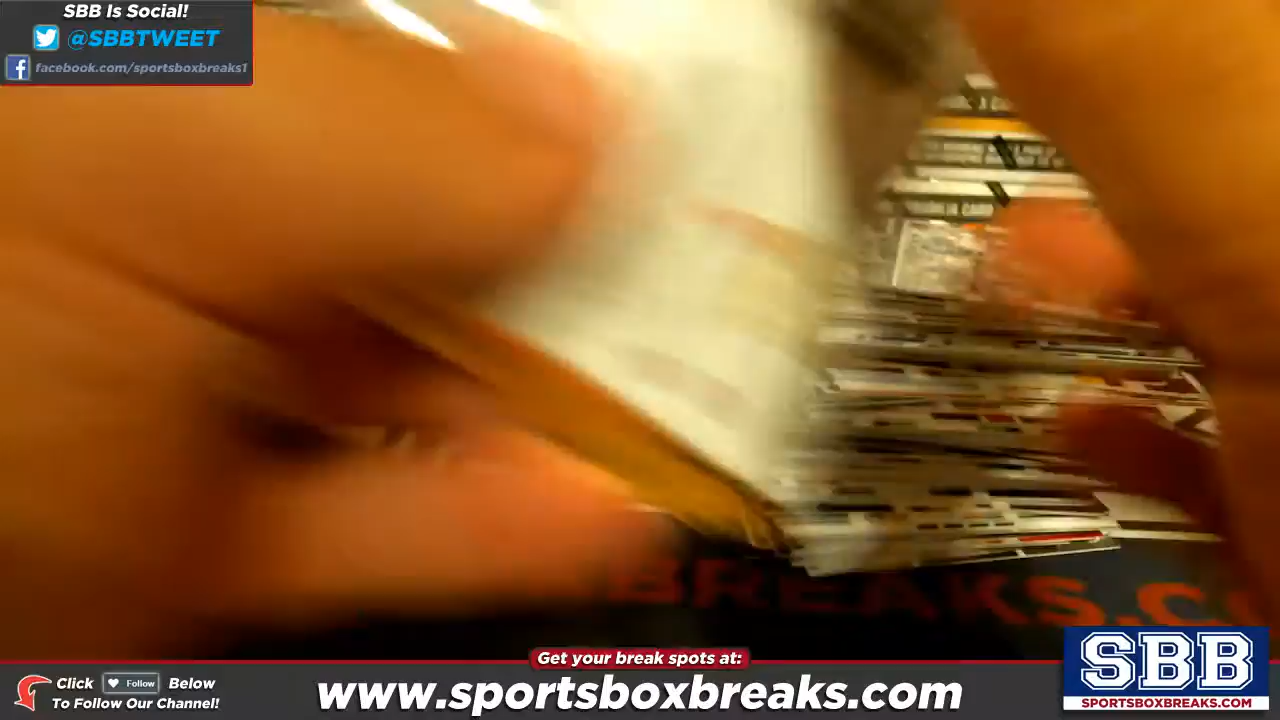 SBB Is Social!
@SBBTWEET
facebook.com/sportsboxbreaks1
BREAKS.C
Get your break spots at:
Click Follow Below
To Follow Our Channel!
www.sportsboxbreaks.com
SBB
SPORTSBOXBREAKS.COM